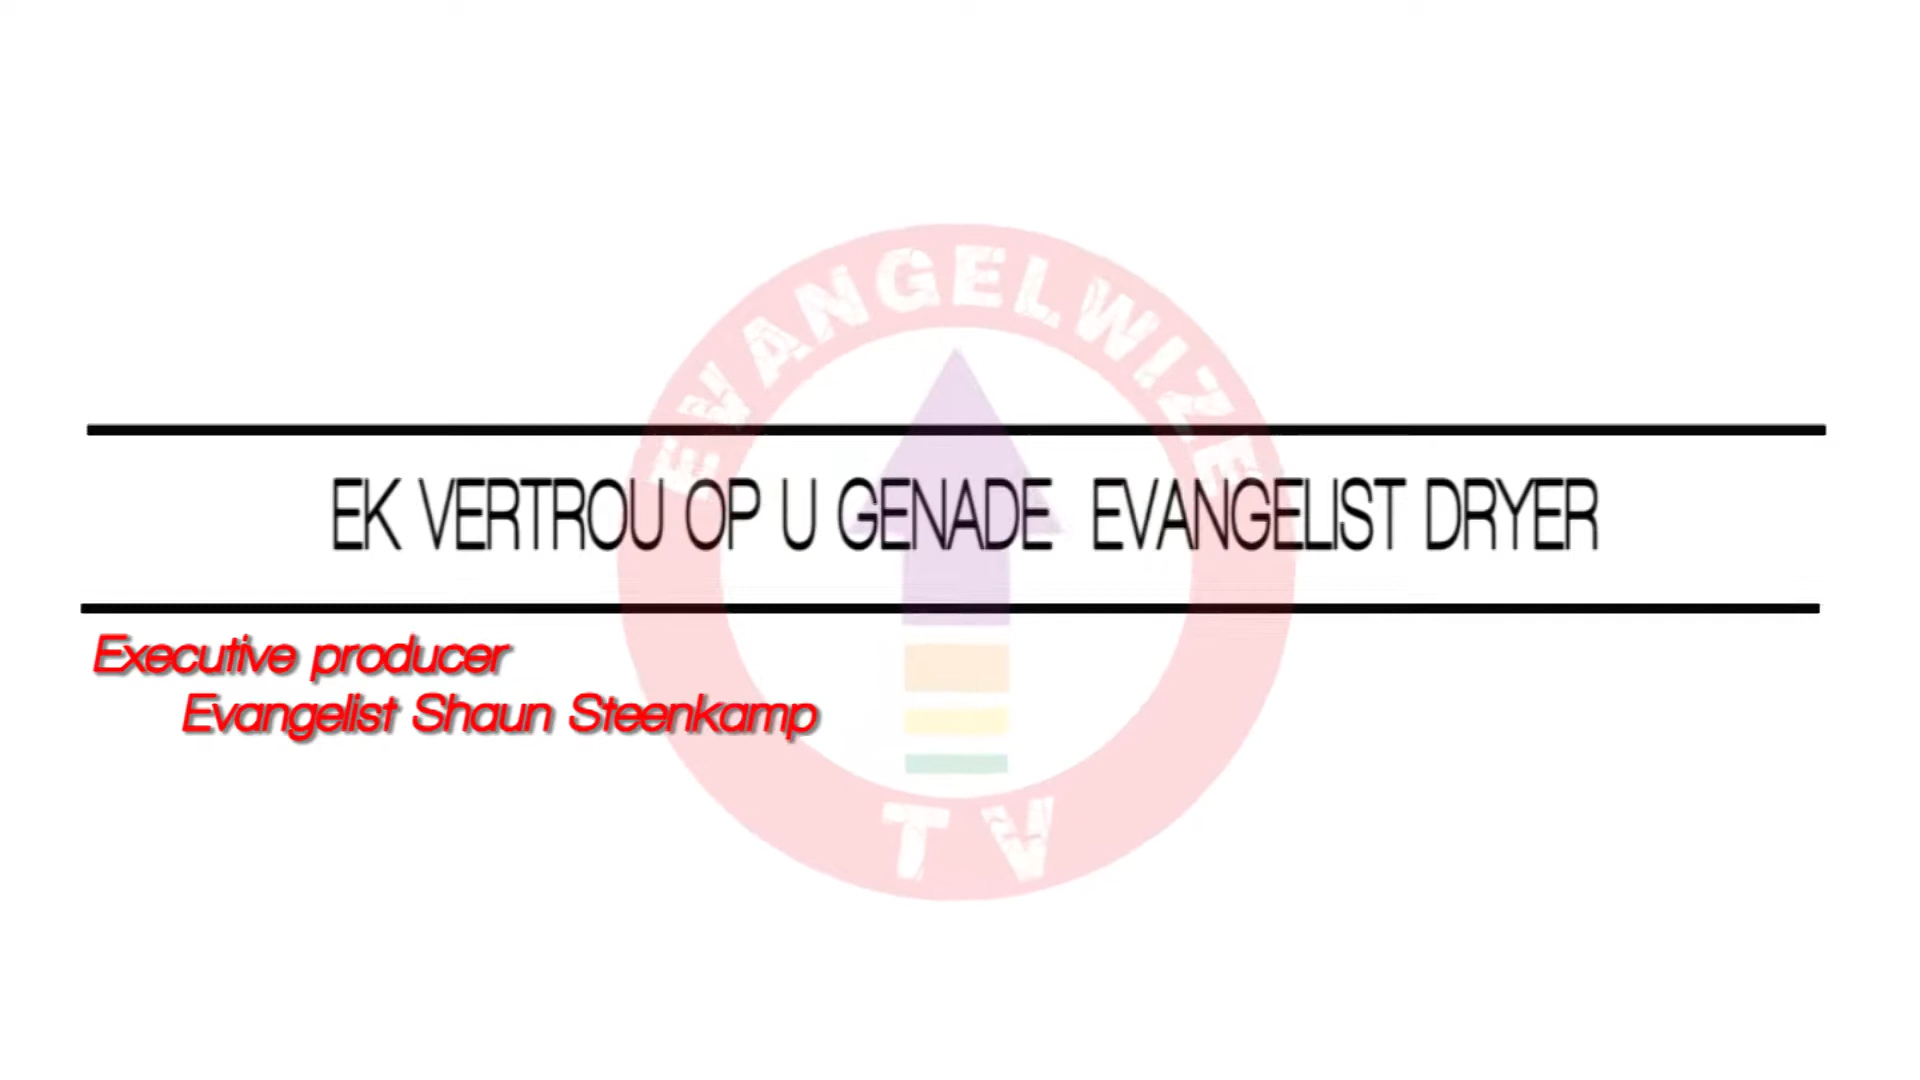 EVANGELWIZE
EK VERTROU OP U GENADE EVANGELIST DRYER
Executive producer
Evangelist Shaun Steenkamp
TV